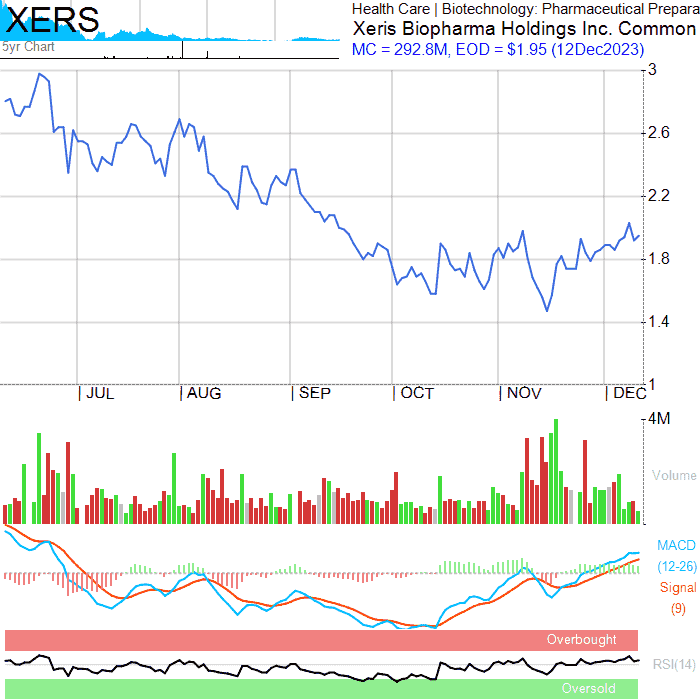 XERS
5yr Chart
Health Care | Biotechnology: Pharmaceutical Prepara
Xeris Biopharma Holdings Inc. Common
MC = 292.8M, EOD = $1.95 (12Dec2023)
3
2.6
2.2
1.8
1.4
1
JUL
AUG
SEP
OCT
NOV
DEC
4M
Volume
MACD
(12-26)
Signal
(9)
Overbought
RSI(14)
Oversold